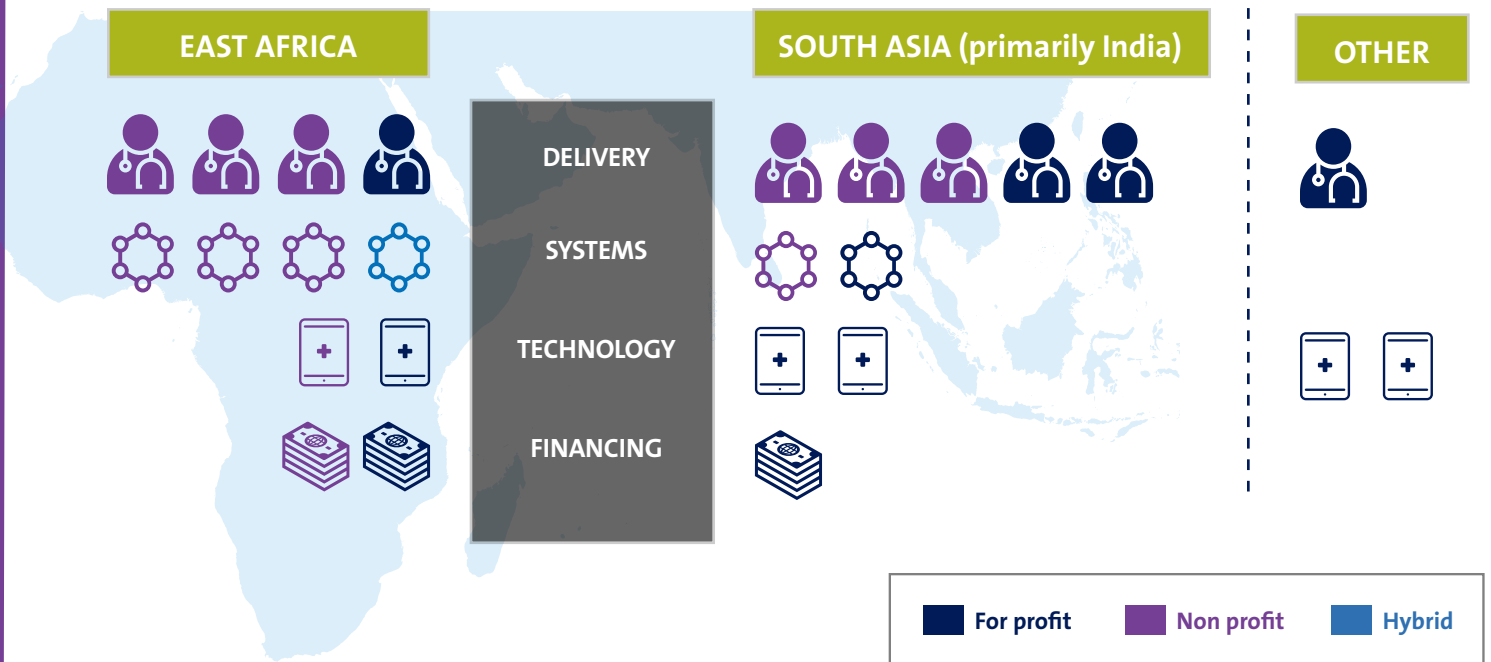 EAST AFRICA
SOUTH ASIA (primarily India)
OTHER
DELIVERY
SYSTEMS
TECHNOLOGY
FINANCING
For profit
Non profit
Hybrid